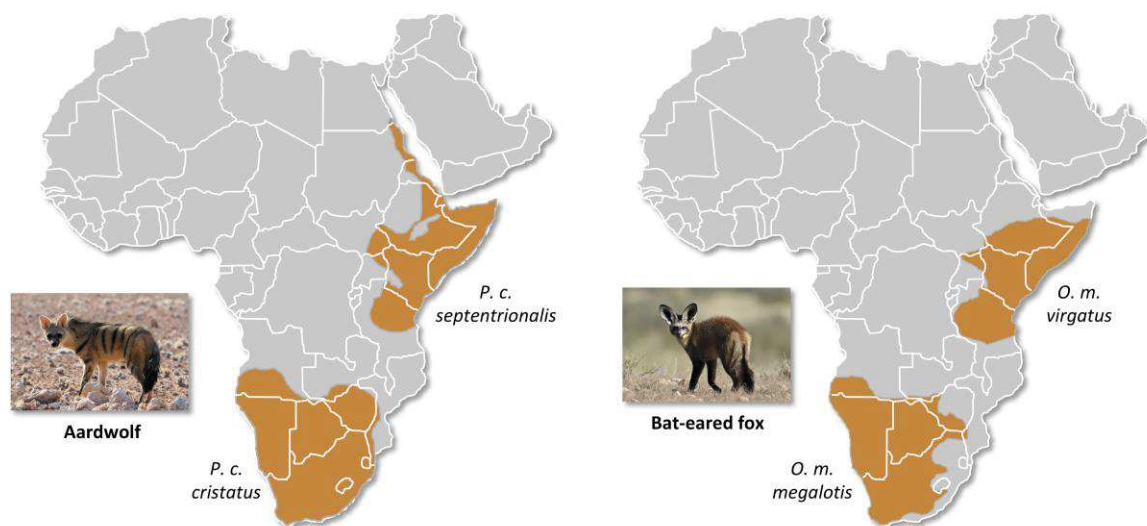 P. c.
septentrionalis
Aardwolf
P. c.
cristatus
O. m.
virgatus
Bat-eared fox
O. m.
megalotis